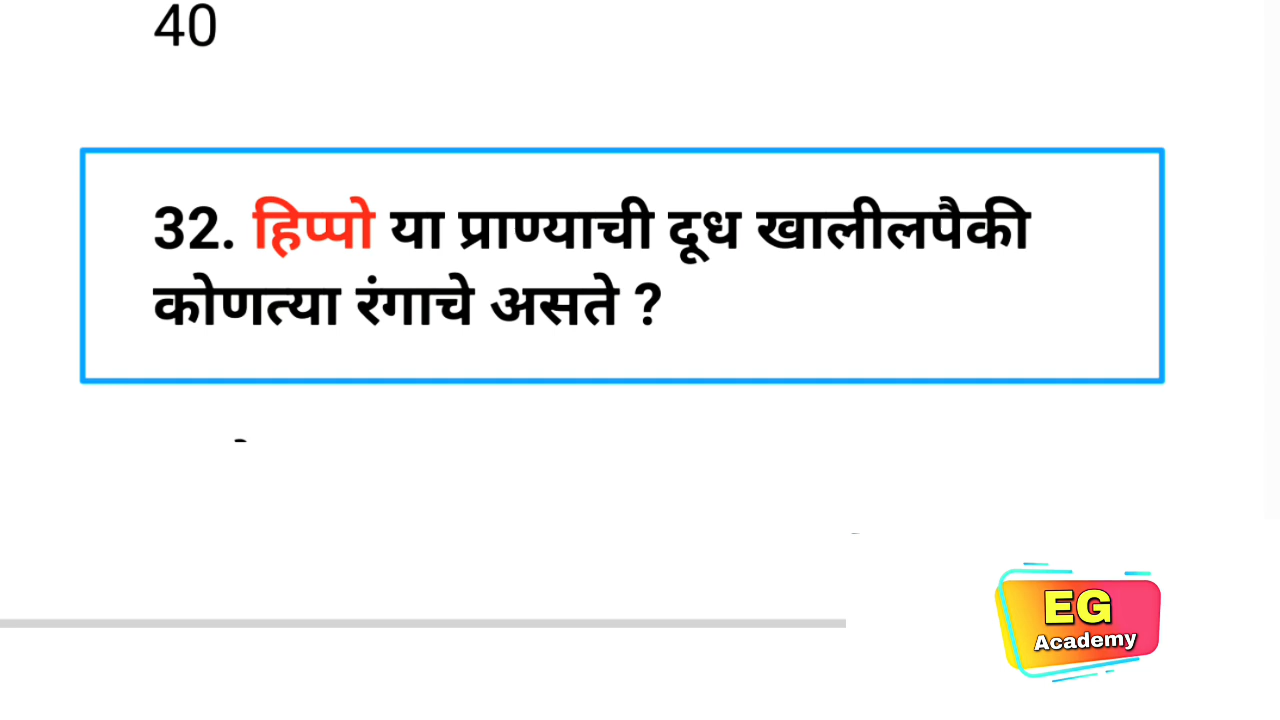 40
32. हिप्पो या प्राण्याची दूध खालीलपैकी
कोणत्या रंगाचे असते ?
EG
Academy